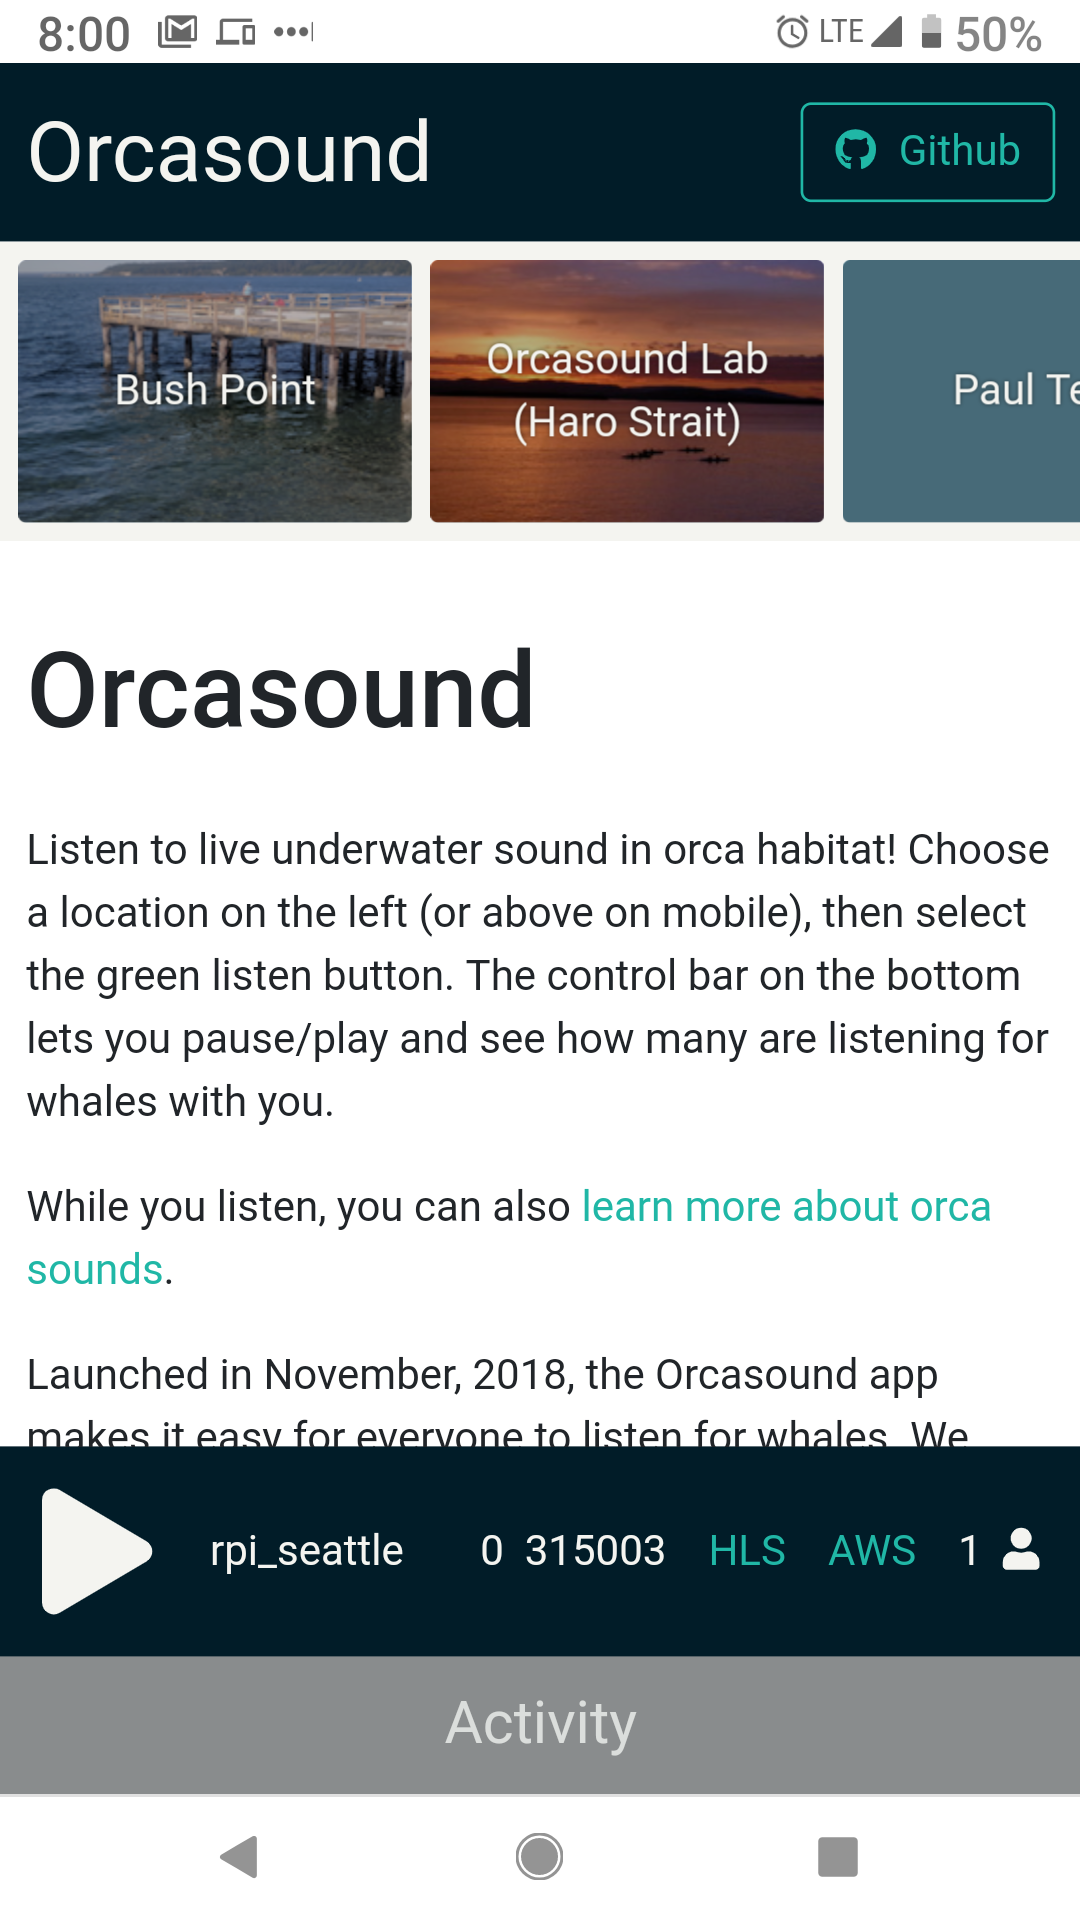 8:00 LTE 50%
Orcasound Github
Bush Point
Orcasound Lab
(Haro Strait)
Paul Te
Orcasound
Listen to live underwater sound in orca habitat! Choose
a location on the left (or above on mobile), then select
the green listen button. The control bar on the bottom
lets you pause/play and see how many are listening for
whales with you.
While you listen, you can also learn more about orca
sounds.
Launched in November, 2018, the Orcasound app
makes it easy for everyone to listen for whales. We
rpi_seattle 0 315003 HLS AWS 1
Activity